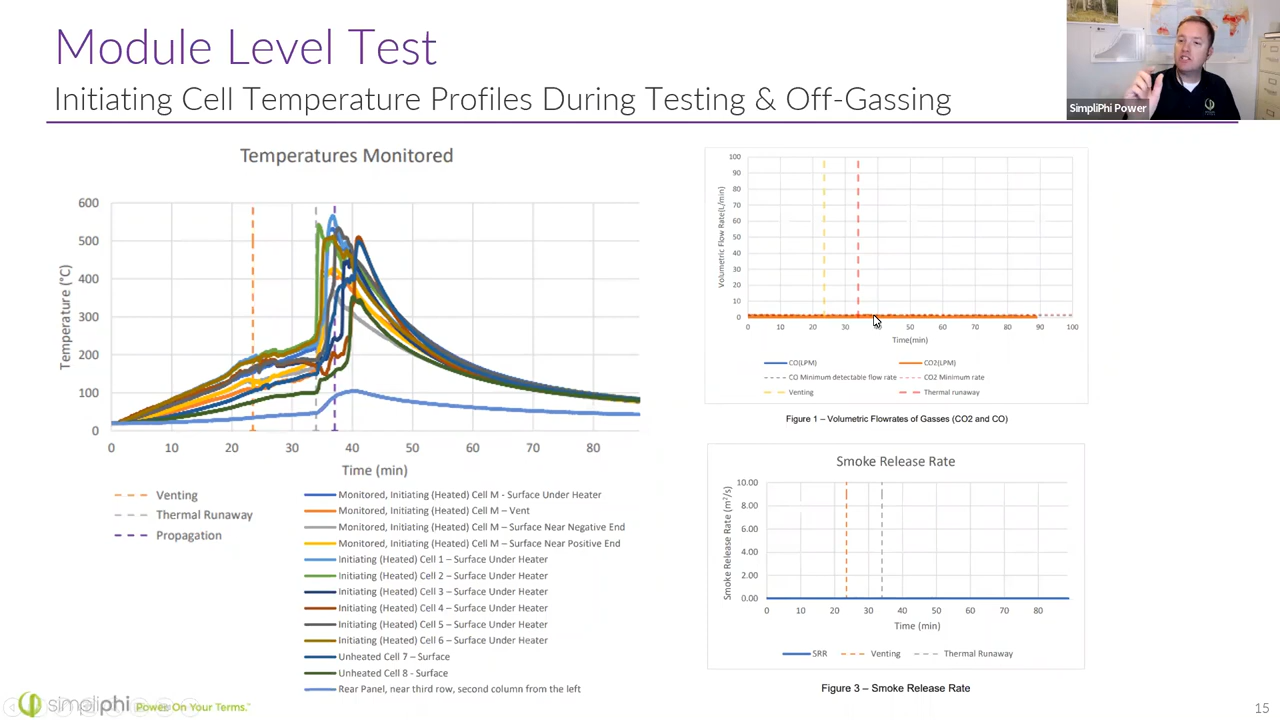 Module Level Test
Initiating Cell Temperature Profiles During Testing & Off-Gassing
SimpliPhi Power
Temperatures Monitored
Temperature (°C)
600
500
400
300
200
100
0
0 10 20 30 40 50 60 70 80
Time (min)
Venting
Thermal Runaway
Propagation
Monitored, Initiating (Heated) Cell M - Surface Under Heater
Monitored, Initiating (Heated) Cell M – Vent
Monitored, Initiating (Heated) Cell M – Surface Near Negative End
Monitored, Initiating (Heated) Cell M – Surface Near Positive End
Initiating (Heated) Cell 1 – Surface Under Heater
Initiating (Heated) Cell 2 – Surface Under Heater
Initiating (Heated) Cell 3 – Surface Under Heater
Initiating (Heated) Cell 4 – Surface Under Heater
Initiating (Heated) Cell 5 – Surface Under Heater
Initiating (Heated) Cell 6 – Surface Under Heater
Unheated Cell 7 – Surface
Unheated Cell 8 - Surface
Rear Panel, near third row, second column from the left
Volumetric Flow Rate(L/min)
100
90
80
70
60
50
40
30
20
10
0
0 10 20 30 40 50 60 70 80 90 100
Time(min)
CO(LPM) CO2(LPM)
CO Minimum detectable flow rate CO2 Minimum rate
Venting Thermal runaway
Figure 1 – Volumetric Flowrates of Gasses (CO2 and CO)
Smoke Release Rate
Smoke Release Rate (m²/s)
10.00
8.00
6.00
4.00
2.00
0.00
0 10 20 30 40 50 60 70 80
Time (min)
SRR Venting Thermal Runaway
Figure 3 – Smoke Release Rate
simpliphi Power On Your Terms.™
15